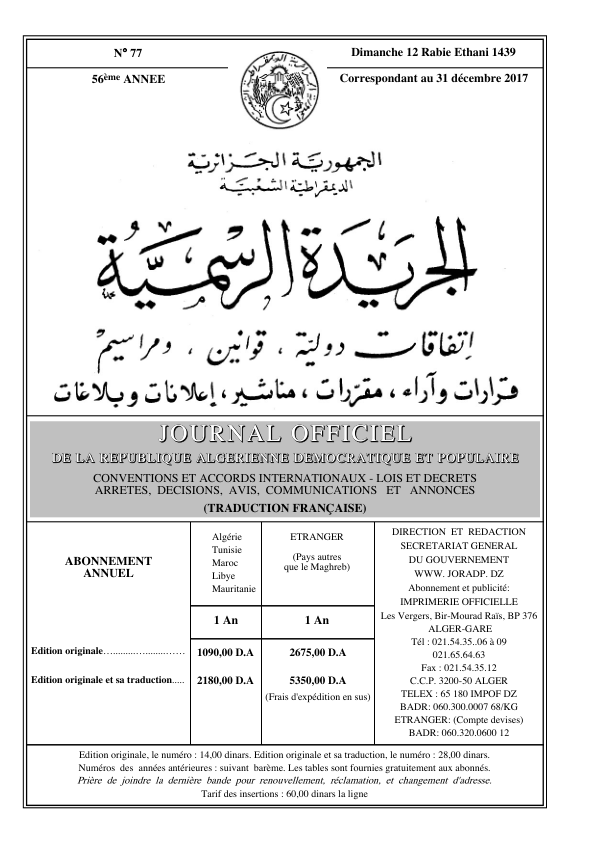 N° 77
Dimanche 12 Rabie Ethani 1439
56ème ANNEE
Correspondant au 31 décembre 2017
الجمهورية الجزائرية
الديمقراطية الشعبية
الجريدة الرسمية
إتفاقات دولية ، قوانين ، ومراسيم
قرارات وآراء ، مقررات ، مناشير ، إعلانات وبلاغات
JOURNAL OFFICIEL
DE LA REPUBLIQUE ALGERIENNE DEMOCRATIQUE ET POPULAIRE
CONVENTIONS ET ACCORDS INTERNATIONAUX - LOIS ET DECRETS
ARRETES, DECISIONS, AVIS, COMMUNICATIONS ET ANNONCES
(TRADUCTION FRANÇAISE)
ABONNEMENT
ANNUEL
Algérie
Tunisie
Maroc
Libye
Mauritanie
ETRANGER
(Pays autres
que le Maghreb)
1 An
1 An
Edition originale…..........…........……
1090,00 D.A
2675,00 D.A
Edition originale et sa traduction.....
2180,00 D.A
5350,00 D.A
(Frais d'expédition en sus)
DIRECTION ET REDACTION
SECRETARIAT GENERAL
DU GOUVERNEMENT
WWW. JORADP. DZ
Abonnement et publicité:
IMPRIMERIE OFFICIELLE
Les Vergers, Bir-Mourad Raïs, BP 376
ALGER-GARE
Tél : 021.54.35..06 à 09
021.65.64.63
Fax : 021.54.35.12
C.C.P. 3200-50 ALGER
TELEX : 65 180 IMPOF DZ
BADR: 060.300.0007 68/KG
ETRANGER: (Compte devises)
BADR: 060.320.0600 12
Edition originale, le numéro : 14,00 dinars. Edition originale et sa traduction, le numéro : 28,00 dinars.
Numéros des années antérieures : suivant barème. Les tables sont fournies gratuitement aux abonnés.
Prière de joindre la dernière bande pour renouvellement, réclamation, et changement d'adresse.
Tarif des insertions : 60,00 dinars la ligne